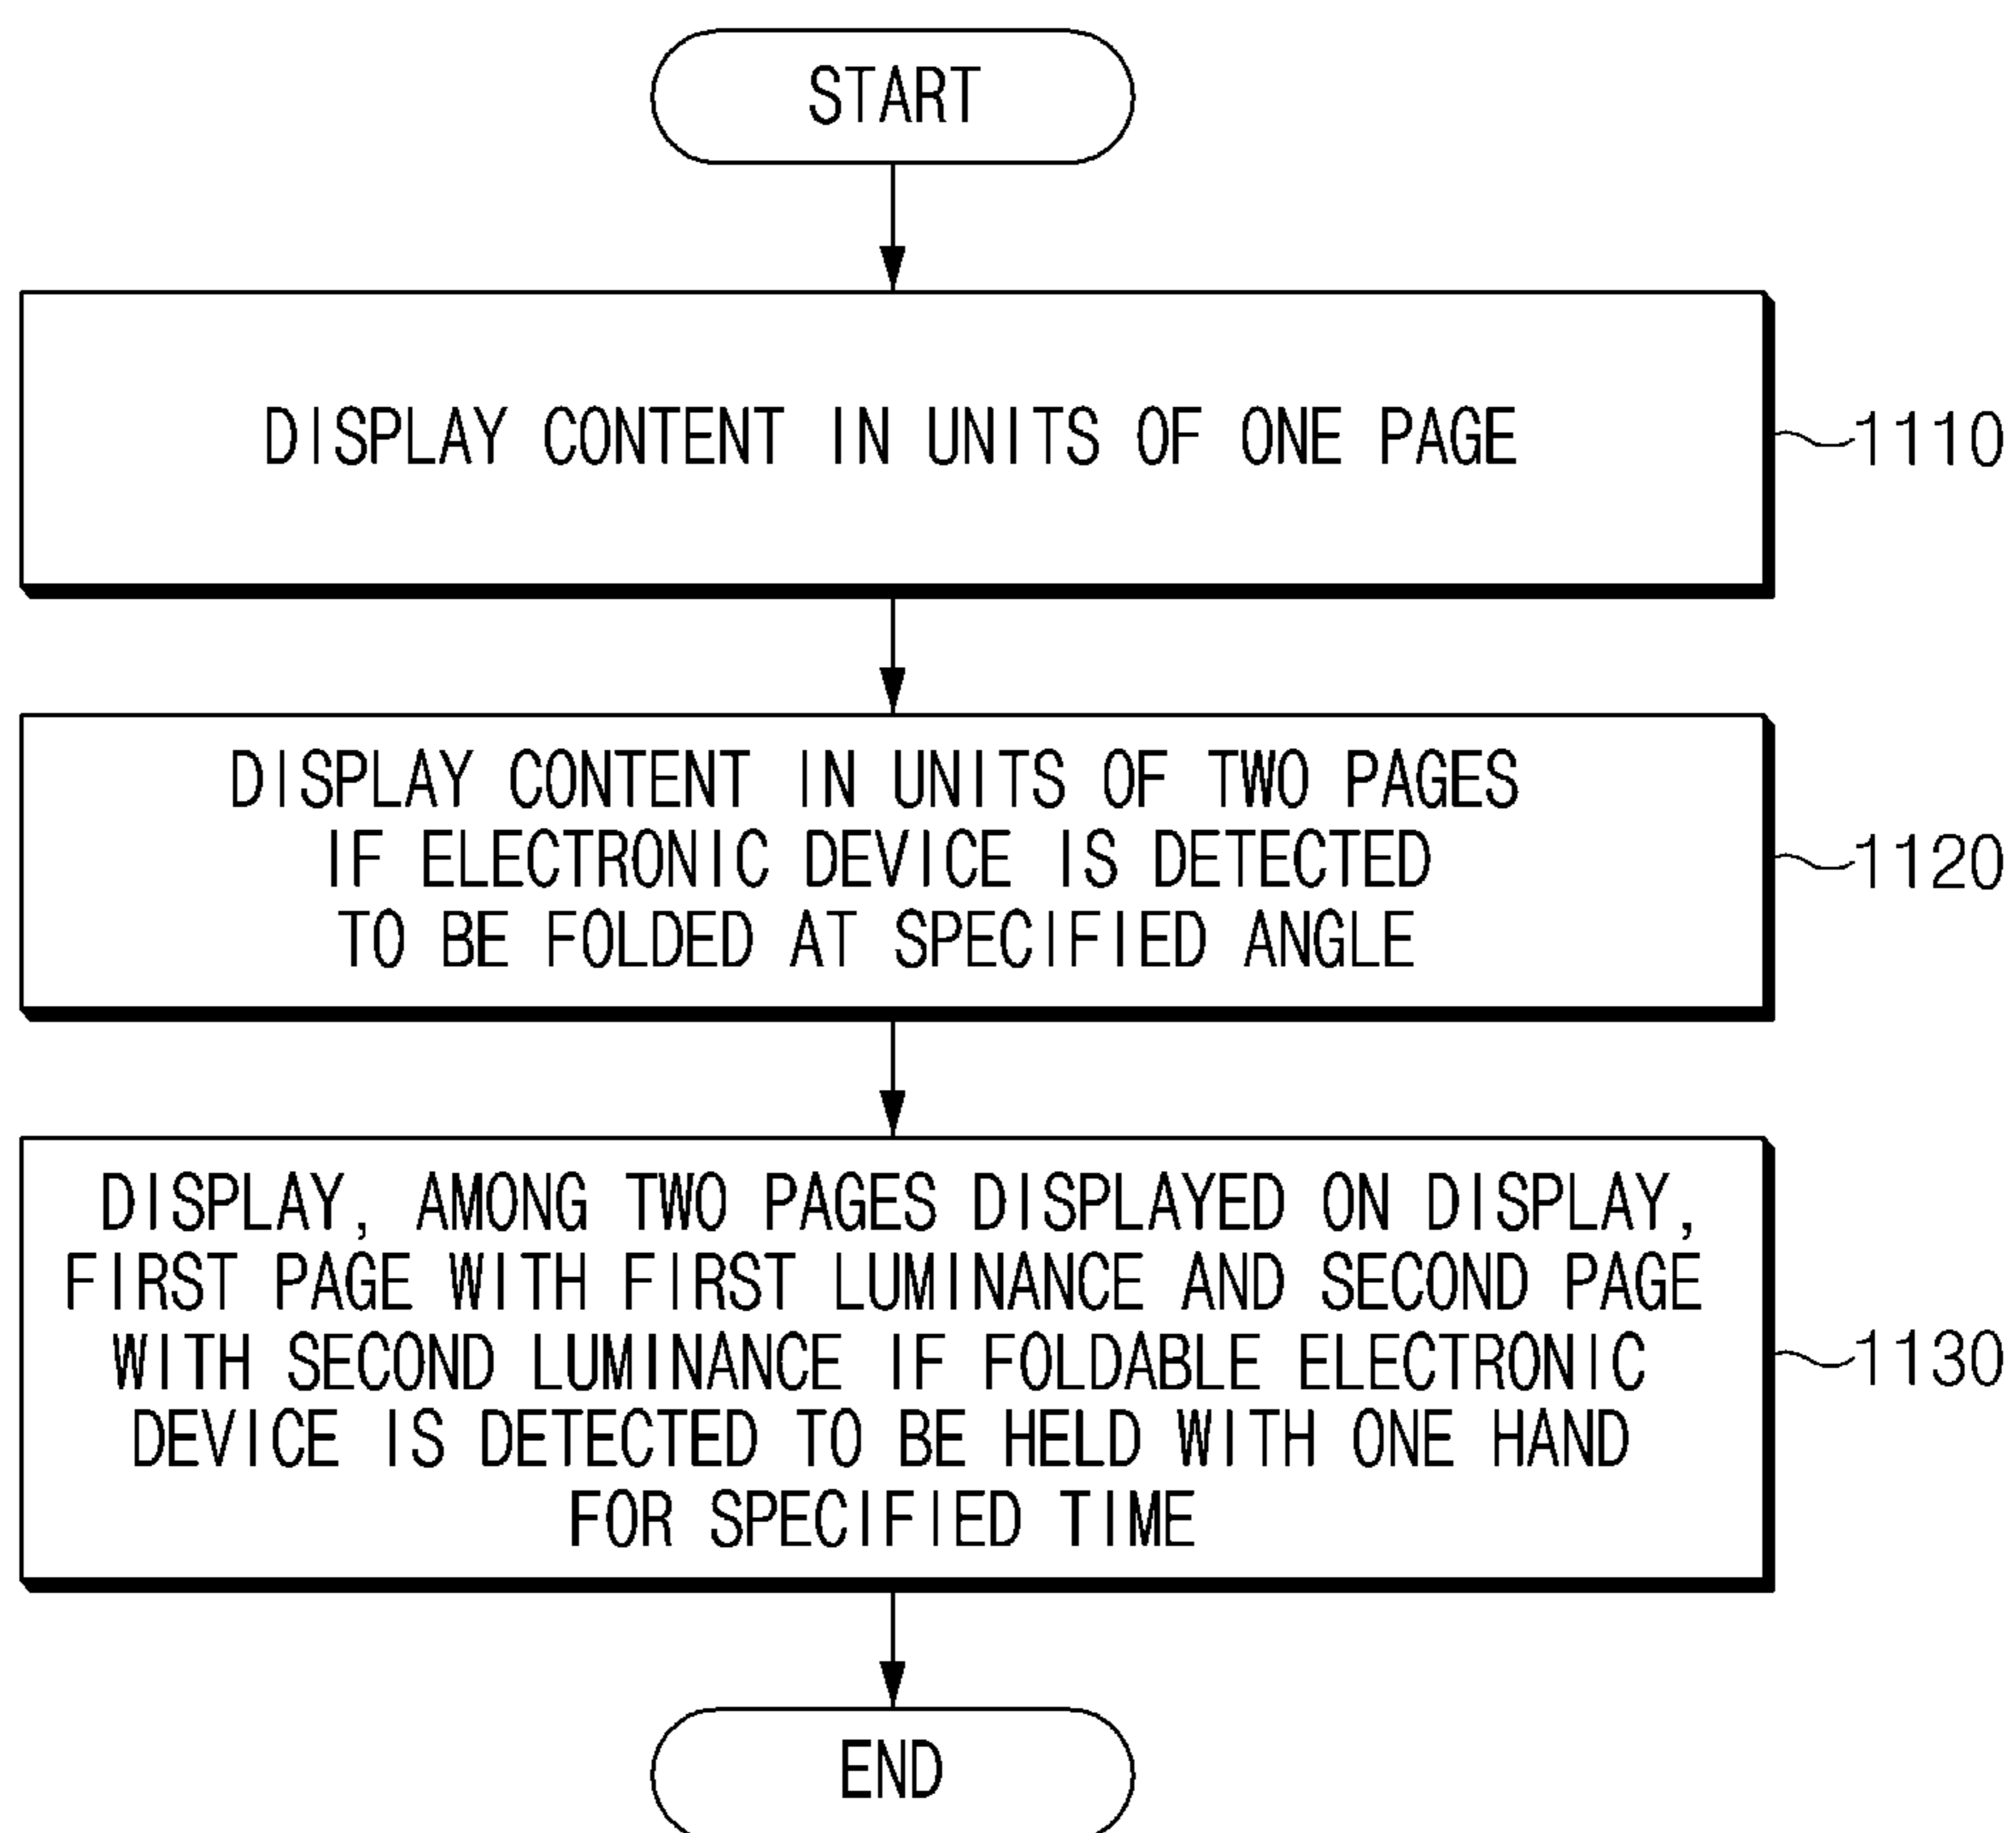 START
DISPLAY CONTENT IN UNITS OF ONE PAGE
1110
DISPLAY CONTENT IN UNITS OF TWO PAGES
IF ELECTRONIC DEVICE IS DETECTED
TO BE FOLDED AT SPECIFIED ANGLE
1120
DISPLAY, AMONG TWO PAGES DISPLAYED ON DISPLAY,
FIRST PAGE WITH FIRST LUMINANCE AND SECOND PAGE
WITH SECOND LUMINANCE IF FOLDABLE ELECTRONIC
DEVICE IS DETECTED TO BE HELD WITH ONE HAND
FOR SPECIFIED TIME
1130
END